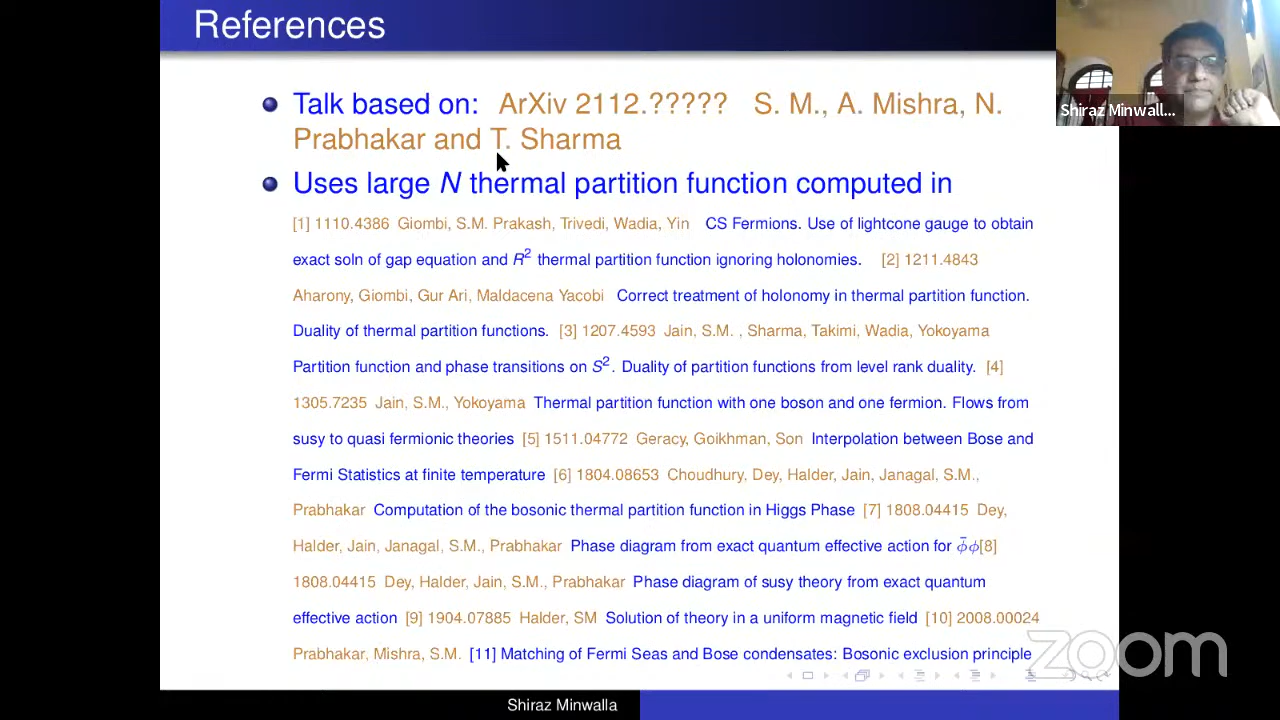 References
Talk based on: ArXiv 2112.????? S. M., A. Mishra, N.
Prabhakar and T. Sharma
Uses large N thermal partition function computed in
[1] 1110.4386 Giombi, S.M. Prakash, Trivedi, Wadia, Yin CS Fermions. Use of lightcone gauge to obtain
exact soln of gap equation and R² thermal partition function ignoring holonomies. [2] 1211.4843
Aharony, Giombi, Gur Ari, Maldacena Yacobi Correct treatment of holonomy in thermal partition function.
Duality of thermal partition functions. [3] 1207.4593 Jain, S.M. , Sharma, Takimi, Wadia, Yokoyama
Partition function and phase transitions on S². Duality of partition functions from level rank duality. [4]
1305.7235 Jain, S.M., Yokoyama Thermal partition function with one boson and one fermion. Flows from
susy to quasi fermionic theories [5] 1511.04772 Geracy, Goikhman, Son Interpolation between Bose and
Fermi Statistics at finite temperature [6] 1804.08653 Choudhury, Dey, Halder, Jain, Janagal, S.M.,
Prabhakar Computation of the bosonic thermal partition function in Higgs Phase [7] 1808.04415 Dey,
Halder, Jain, Janagal, S.M., Prabhakar Phase diagram from exact quantum effective action for φ̄φ[8]
1808.04415 Dey, Halder, Jain, S.M., Prabhakar Phase diagram of susy theory from exact quantum
effective action [9] 1904.07885 Halder, SM Solution of theory in a uniform magnetic field [10] 2008.00024
Prabhakar, Mishra, S.M. [11] Matching of Fermi Seas and Bose condensates: Bosonic exclusion principle
Shiraz Minwalla
Shiraz Minwall...
zoom